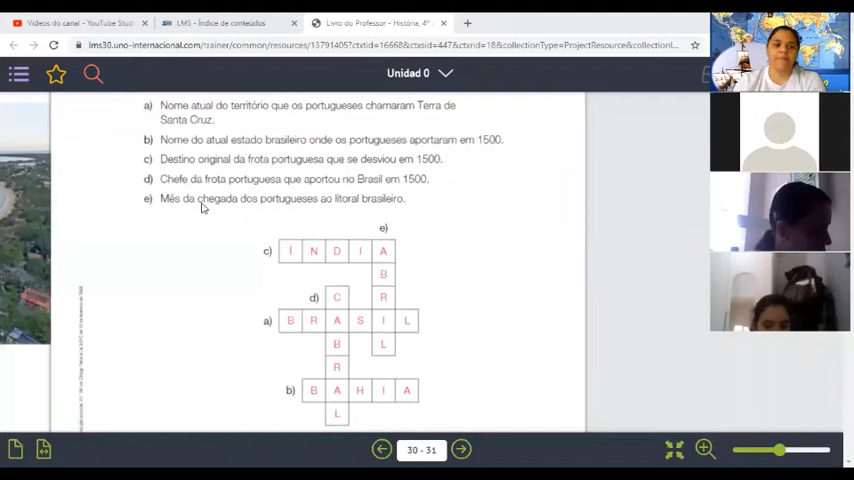 Vídeos do canal - YouTube Stud
LMS - Índice de conteúdos
Livro do Professor - História, 4º
lms30.uno-internacional.com/trainer/common/resources/13791405?ctxtid=16668&ctxsid=447&ctxrid=18&collectionType=ProjectResource&collectionI
Unidad 0
a) Nome atual do território que os portugueses chamaram Terra de
Santa Cruz.
b) Nome do atual estado brasileiro onde os portugueses aportaram em 1500.
c) Destino original da frota portuguesa que se desviou em 1500.
d) Chefe da frota portuguesa que aportou no Brasil em 1500.
e) Mês da chegada dos portugueses ao litoral brasileiro.
e)
c) Í N D I A
B
d) C R
a) B R A S I L
B L
R
b) B A H I A
L
30 - 31